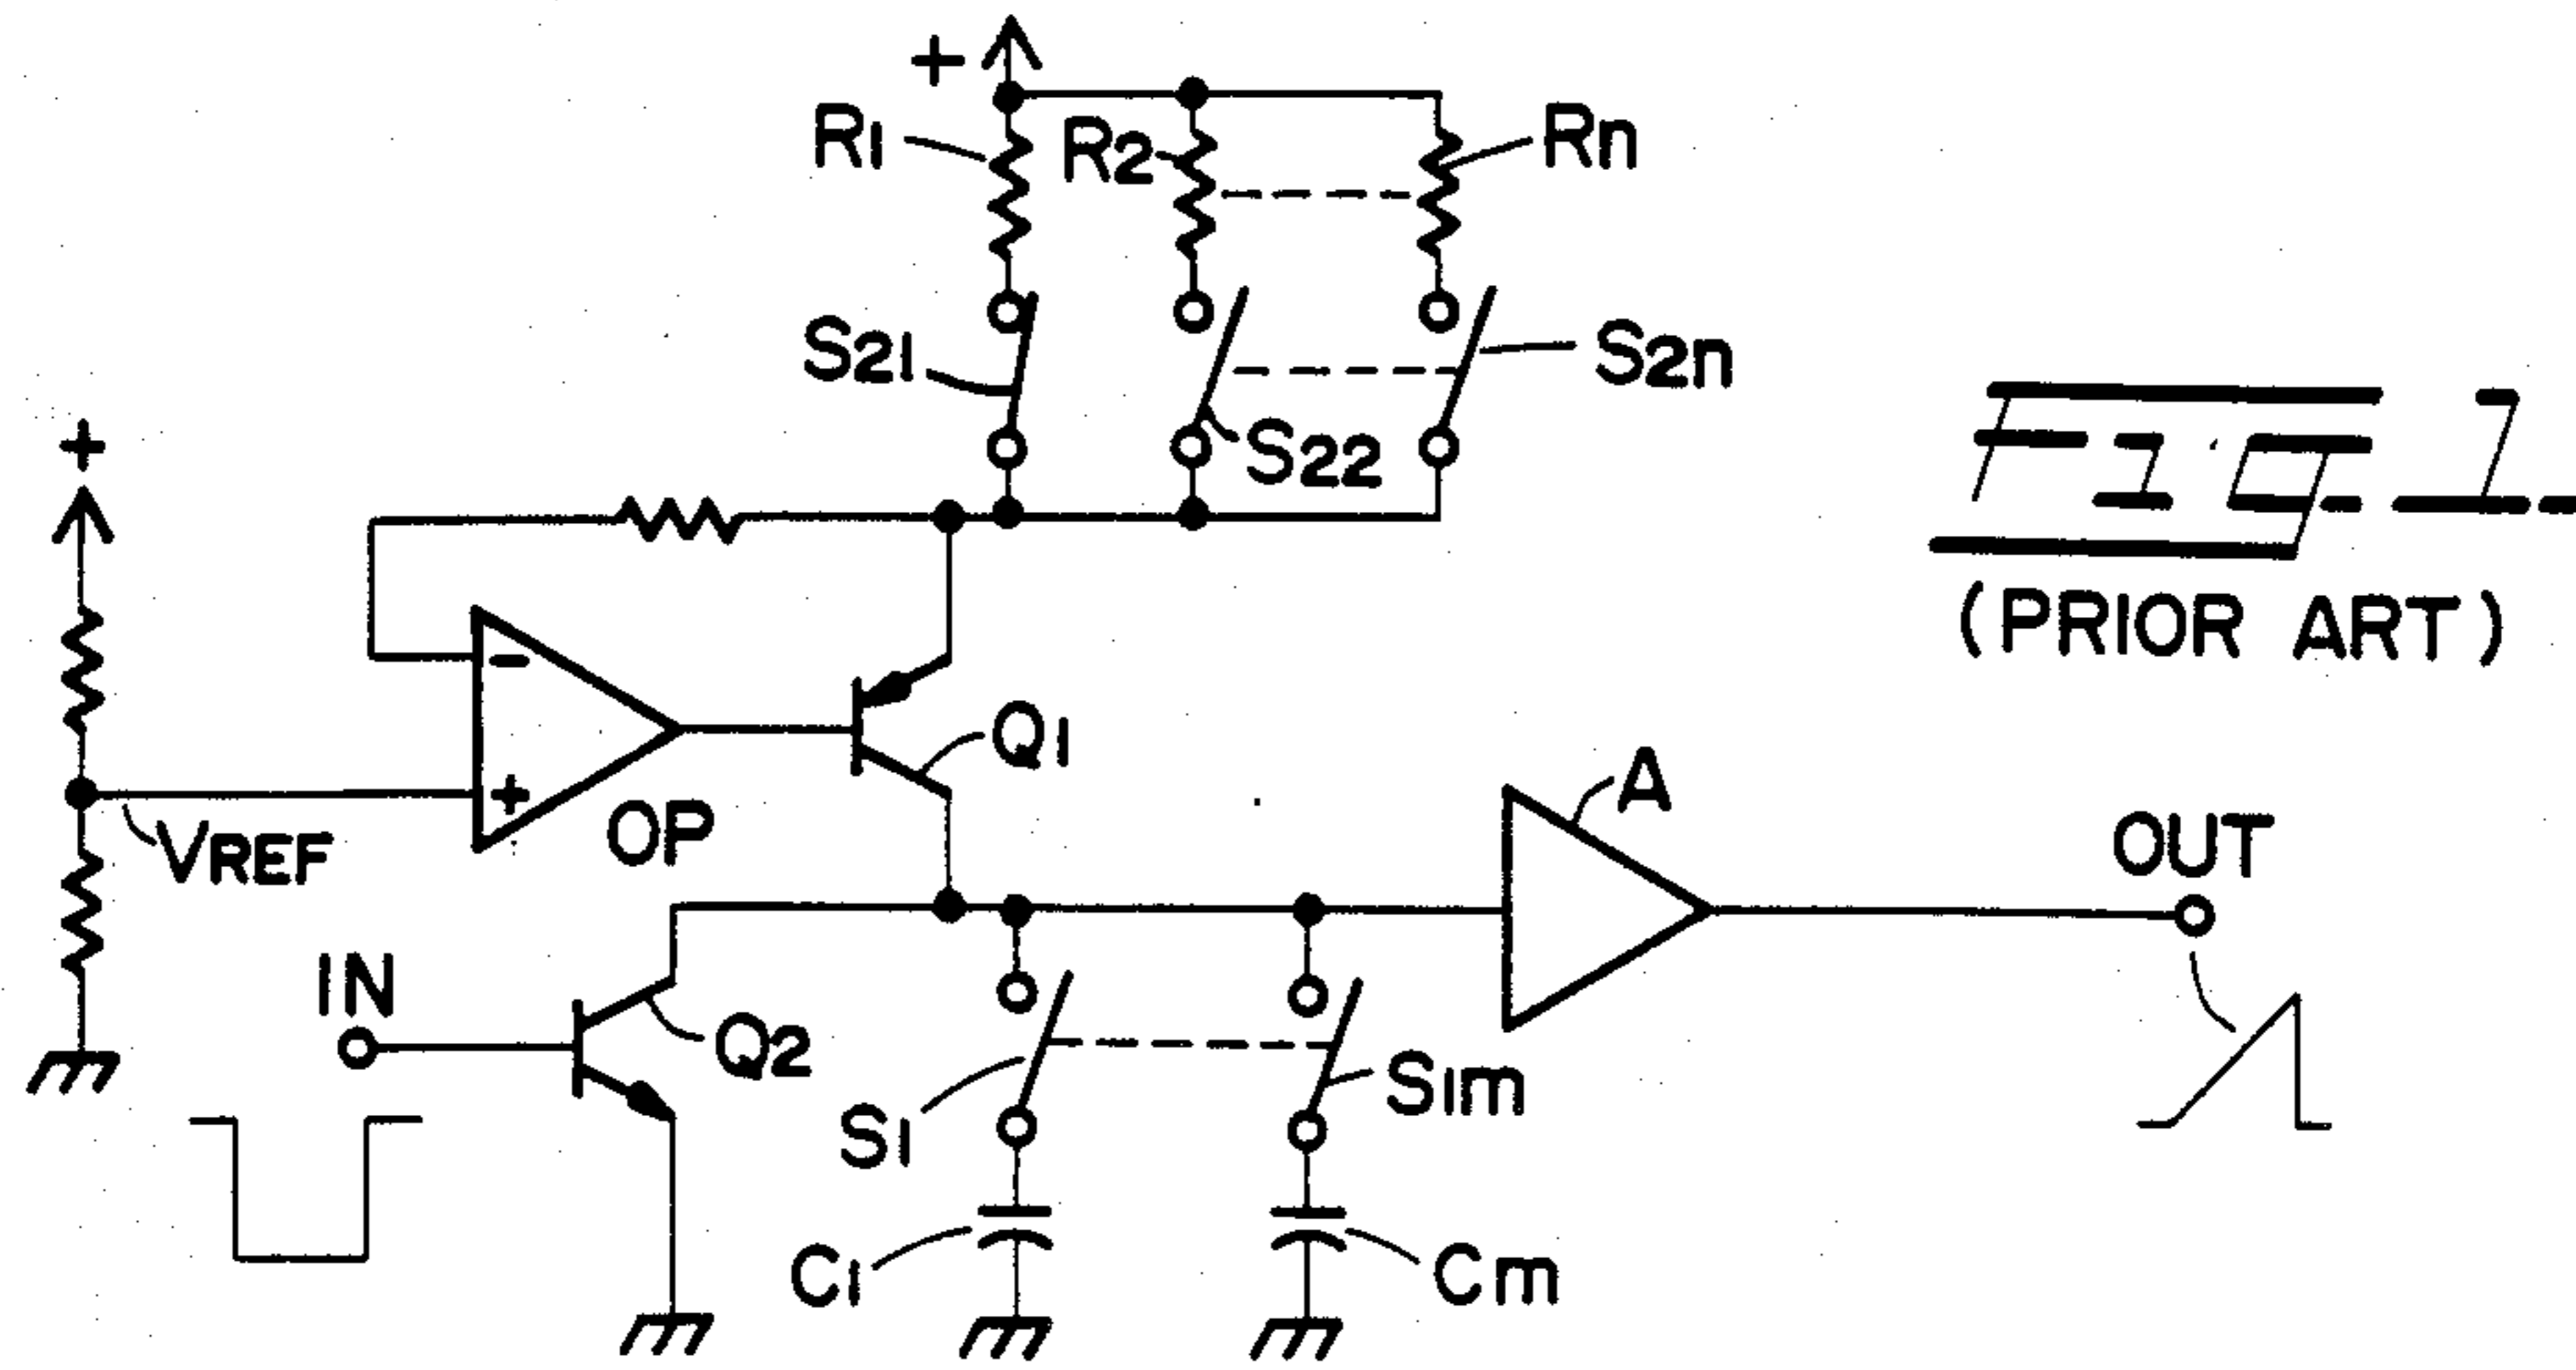 +
R1
R2
Rn
S21
S22
S2n
+
FIG. 1.
(PRIOR ART)
-
+
OP
Q1
VREF
A
OUT
IN
Q2
S1
S1m
C1
Cm